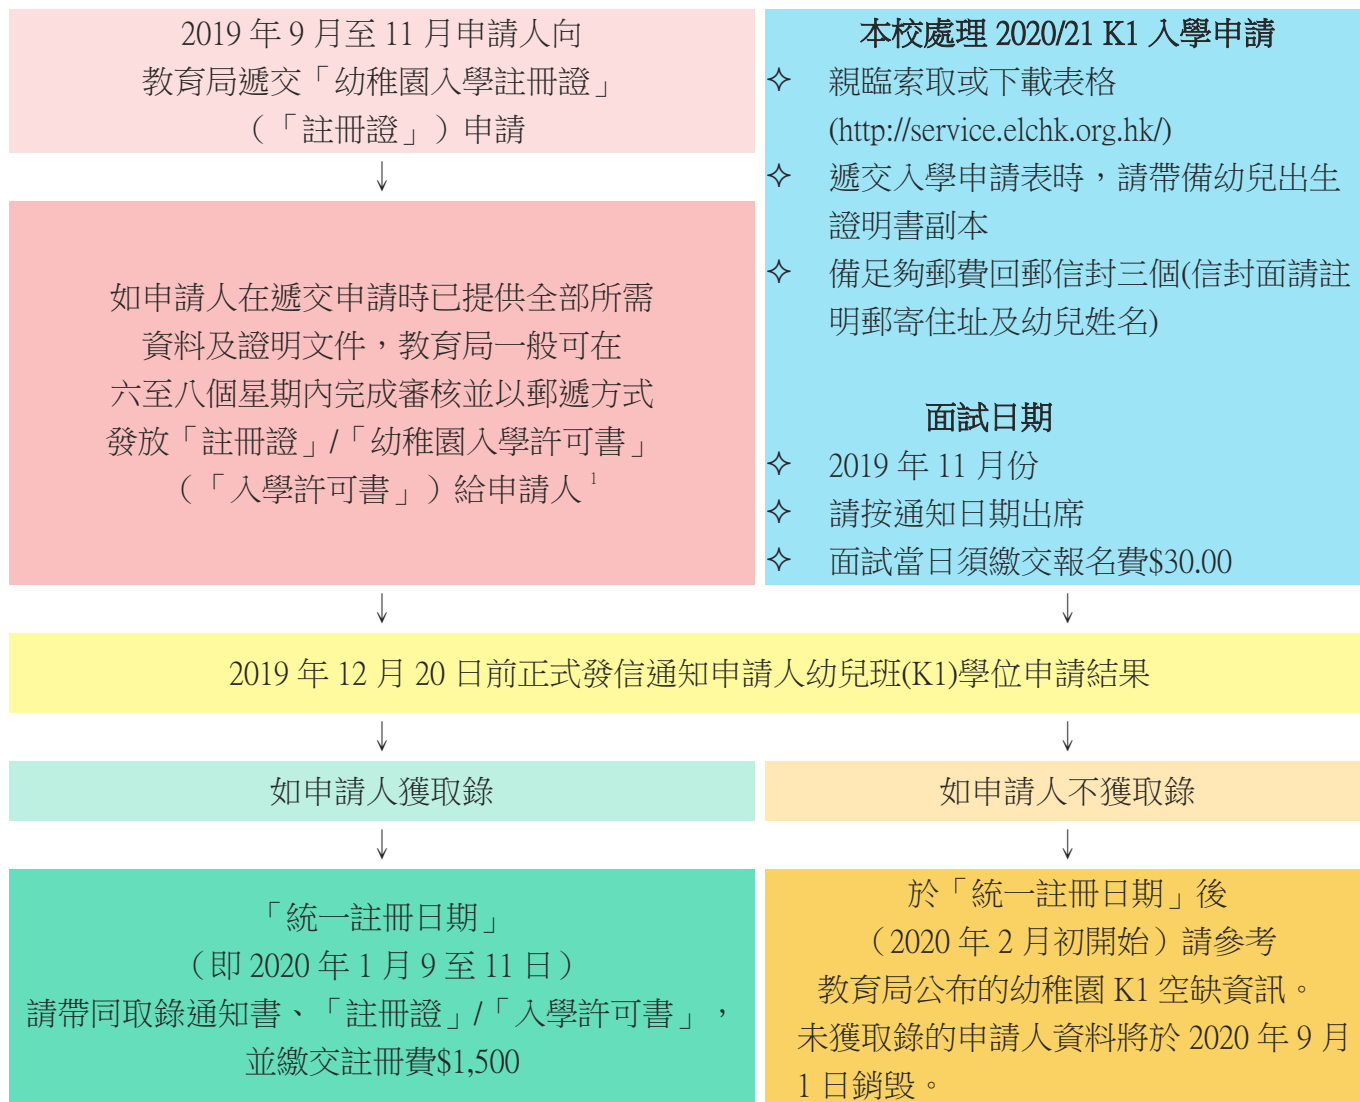 2019 年 9 月至 11 月申請人向
教育局遞交「幼稚園入學註冊證」
（「註冊證」）申請
↓
如申請人在遞交申請時已提供全部所需
資料及證明文件，教育局一般可在
六至八個星期內完成審核並以郵遞方式
發放「註冊證」/「幼稚園入學許可書」
（「入學許可書」）給申請人 1
↓
本校處理 2020/21 K1 入學申請
✧ 親臨索取或下載表格
(http://service.elchk.org.hk/)
✧ 遞交入學申請表時，請帶備幼兒出生
證明書副本
✧ 備足夠郵費回郵信封三個(信封面請註
明郵寄住址及幼兒姓名)
面試日期
✧ 2019 年 11 月份
✧ 請按通知日期出席
✧ 面試當日須繳交報名費$30.00
↓
2019 年 12 月 20 日前正式發信通知申請人幼兒班(K1)學位申請結果
↓
如申請人獲取錄
↓
「統一註冊日期」
（即 2020 年 1 月 9 至 11 日）
請帶同取錄通知書、「註冊證」/「入學許可書」，
並繳交註冊費$1,500
↓
如申請人不獲取錄
↓
於「統一註冊日期」後
（2020 年 2 月初開始）請參考
教育局公布的幼稚園 K1 空缺資訊。
未獲取錄的申請人資料將於 2020 年 9 月
1 日銷毀。